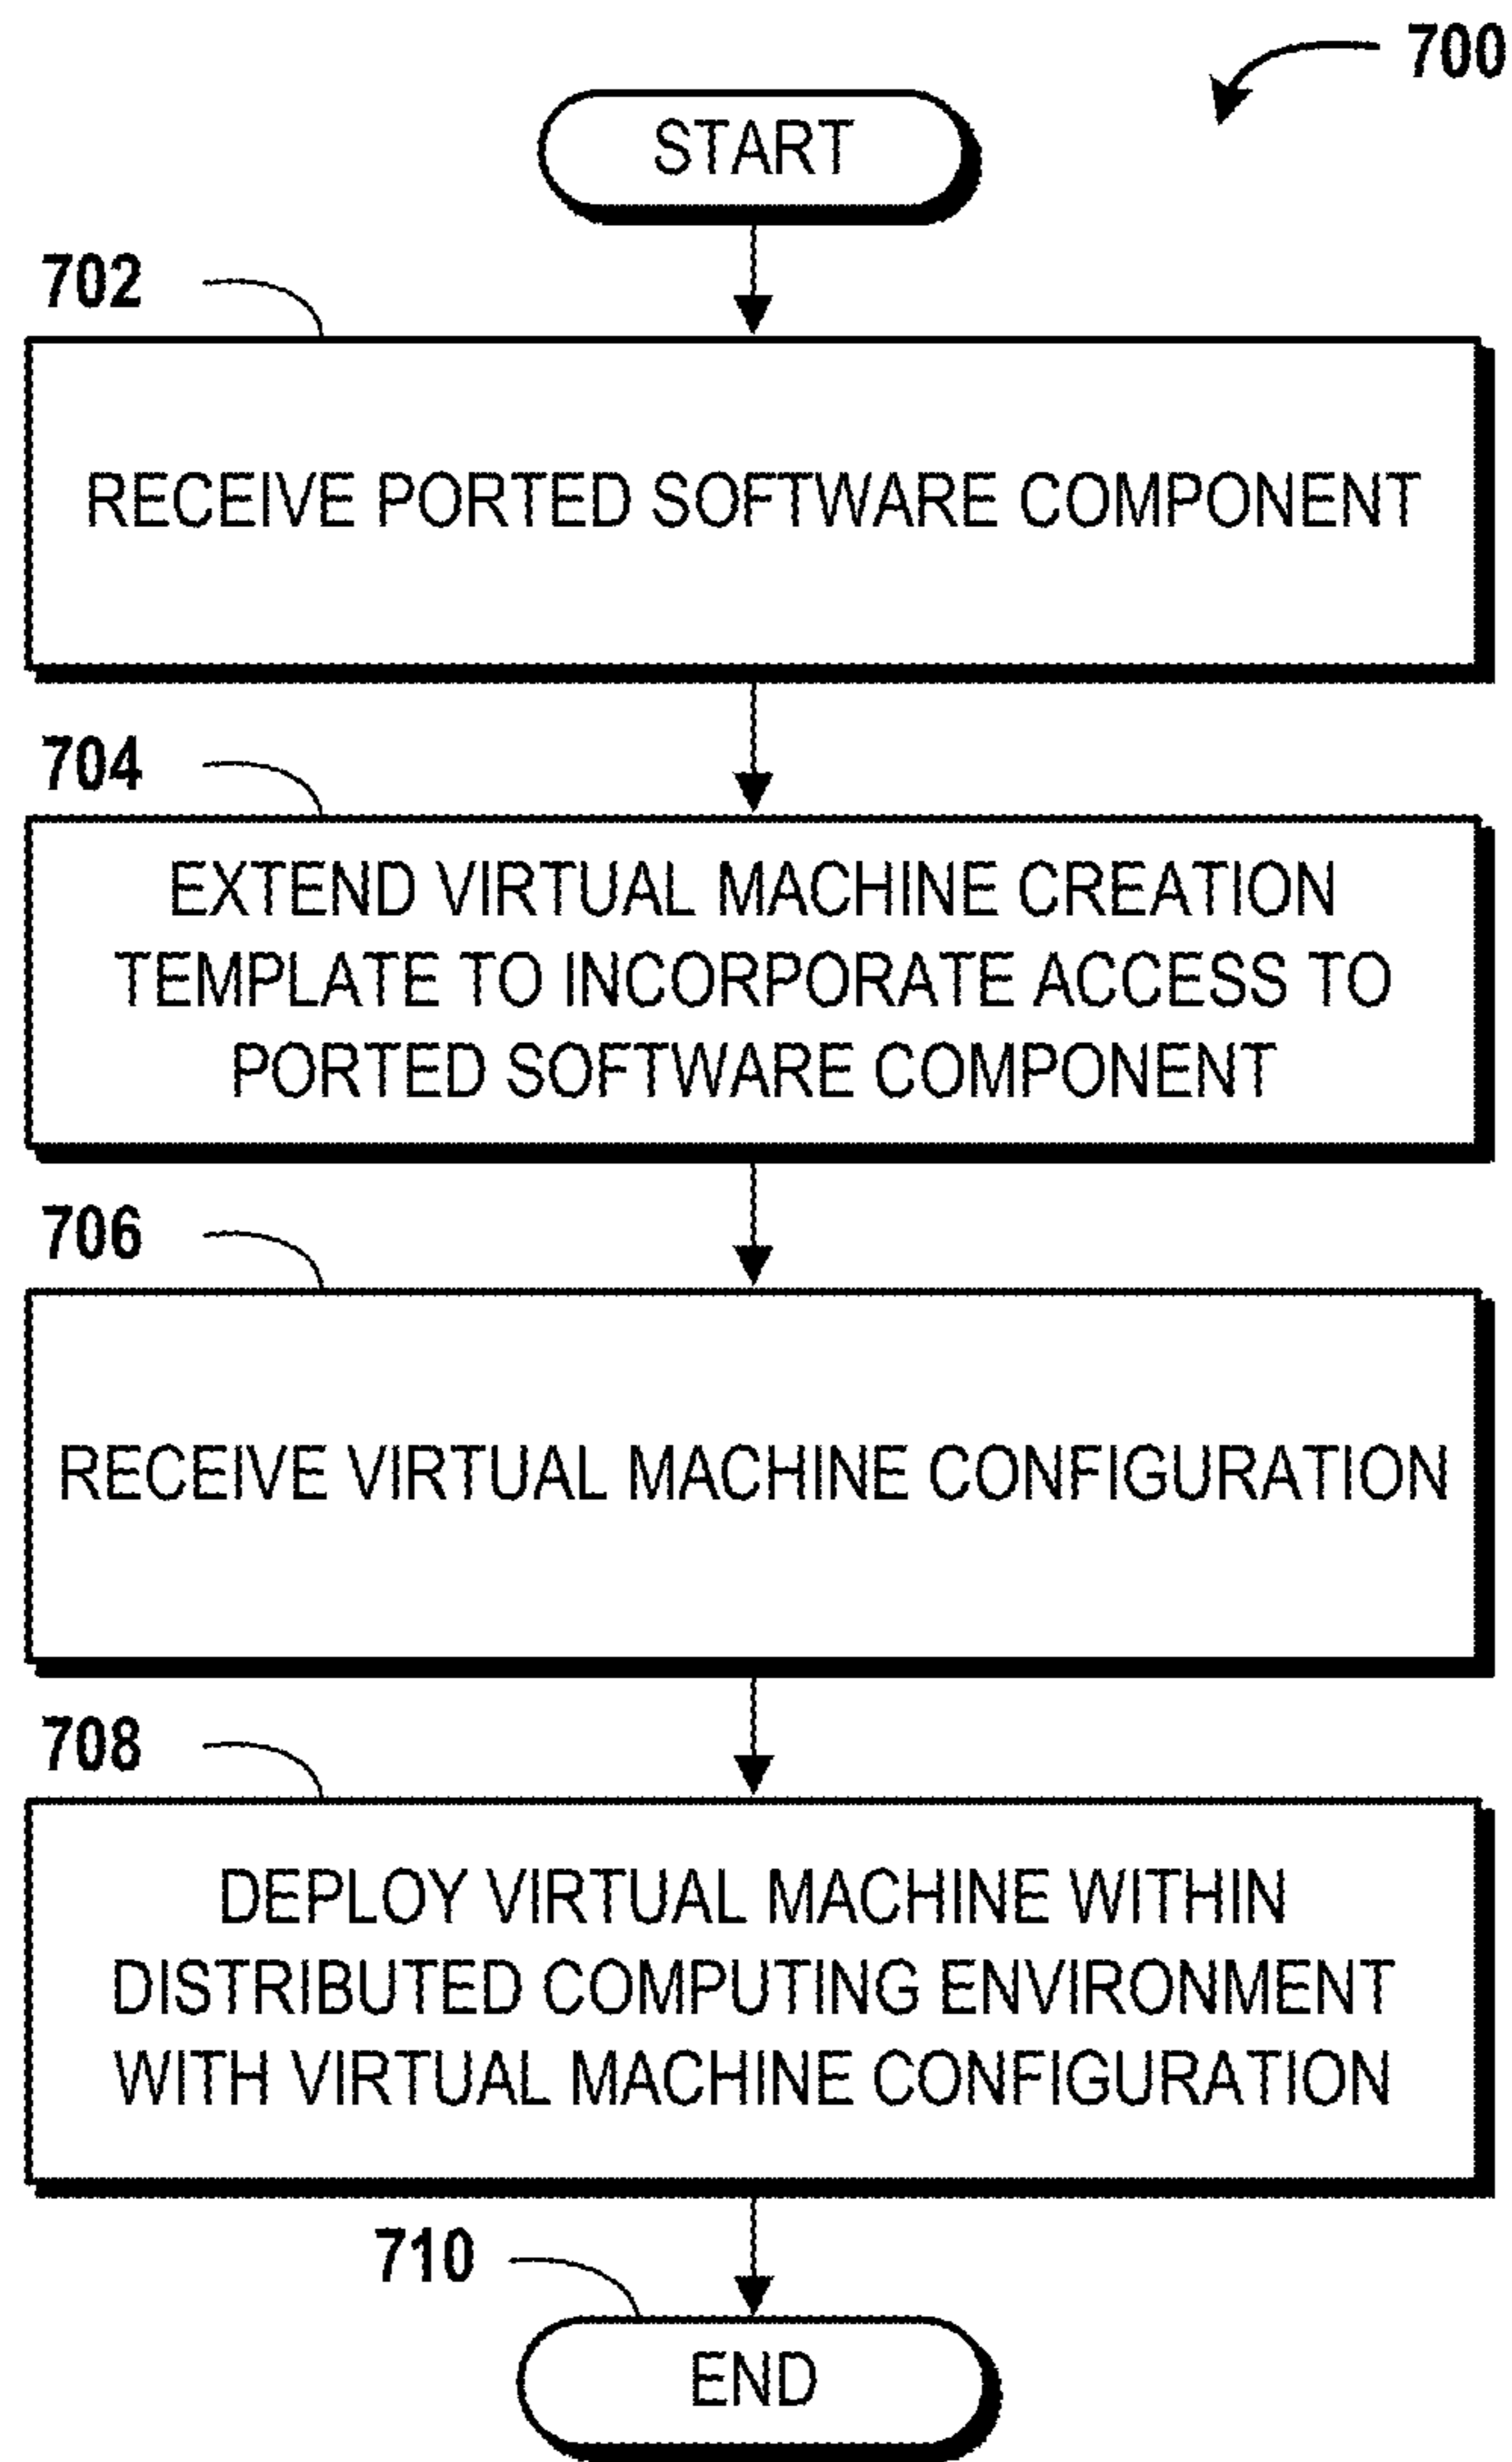 700
START
702
RECEIVE PORTED SOFTWARE COMPONENT
704
EXTEND VIRTUAL MACHINE CREATION
TEMPLATE TO INCORPORATE ACCESS TO
PORTED SOFTWARE COMPONENT
706
RECEIVE VIRTUAL MACHINE CONFIGURATION
708
DEPLOY VIRTUAL MACHINE WITHIN
DISTRIBUTED COMPUTING ENVIRONMENT
WITH VIRTUAL MACHINE CONFIGURATION
710
END